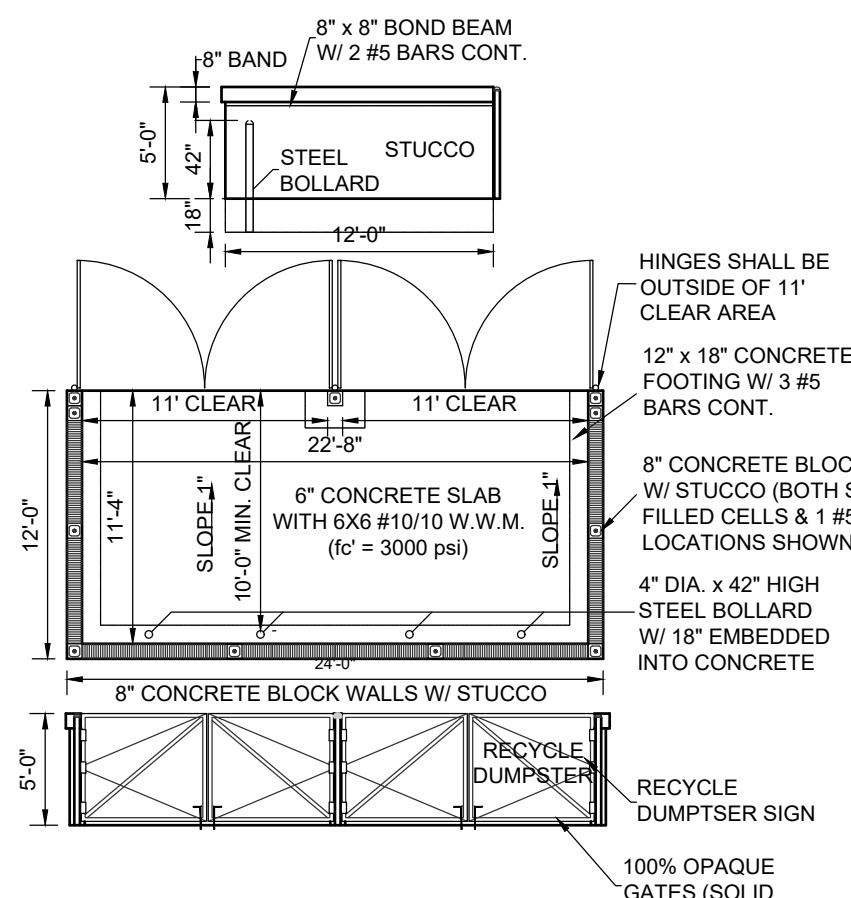 8" x 8" BOND BEAM
W/ 2 #5 BARS CONT.
8" BAND
5'-0"
42"
18"
STEEL
BOLLARD
STUCCO
12'-0"
HINGES SHALL BE
OUTSIDE OF 11'
CLEAR AREA
12" x 18" CONCRETE
FOOTING W/ 3 #5
BARS CONT.
11' CLEAR
11' CLEAR
22'-8"
12'-0"
11'-4"
SLOPE 1"
10'-0" MIN. CLEAR
6" CONCRETE SLAB
WITH 6X6 #10/10 W.W.M.
(fc' = 3000 psi)
SLOPE 1"
8" CONCRETE BLOC
W/ STUCCO (BOTH S
FILLED CELLS & 1 #5
LOCATIONS SHOWN
4" DIA. x 42" HIGH
STEEL BOLLARD
W/ 18" EMBEDDED
INTO CONCRETE
24'-0"
8" CONCRETE BLOCK WALLS W/ STUCCO
5'-0"
RECYCLE
DUMPSTER
RECYCLE
DUMPTSER SIGN
100% OPAQUE
GATES (SOLID